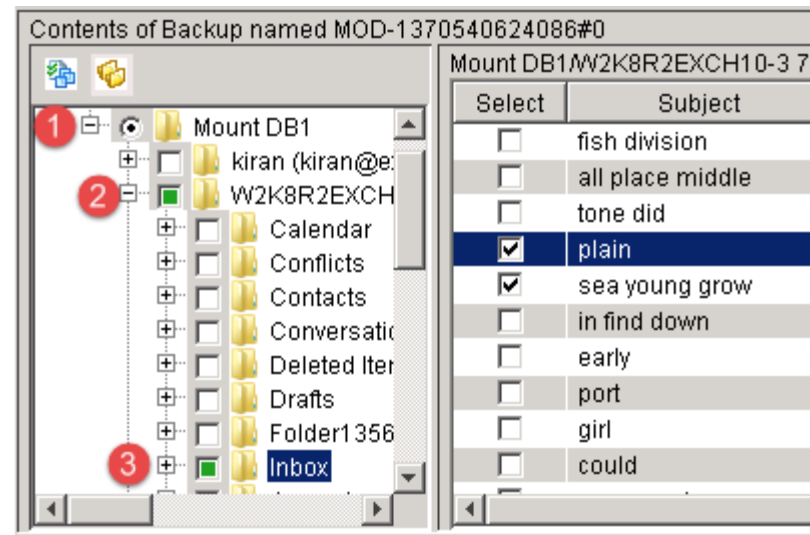 Contents of Backup named MOD-1370540624086#0
Mount DB1/W2K8R2EXCH10-3 7
1
Mount DB1
kiran (kiran@e
2
W2K8R2EXCH
Calendar
Conflicts
Contacts
Conversatio
Deleted Iter
Drafts
Folder1356
3
Inbox
Select Subject
fish division
all place middle
tone did
plain
sea young grow
in find down
early
port
girl
could